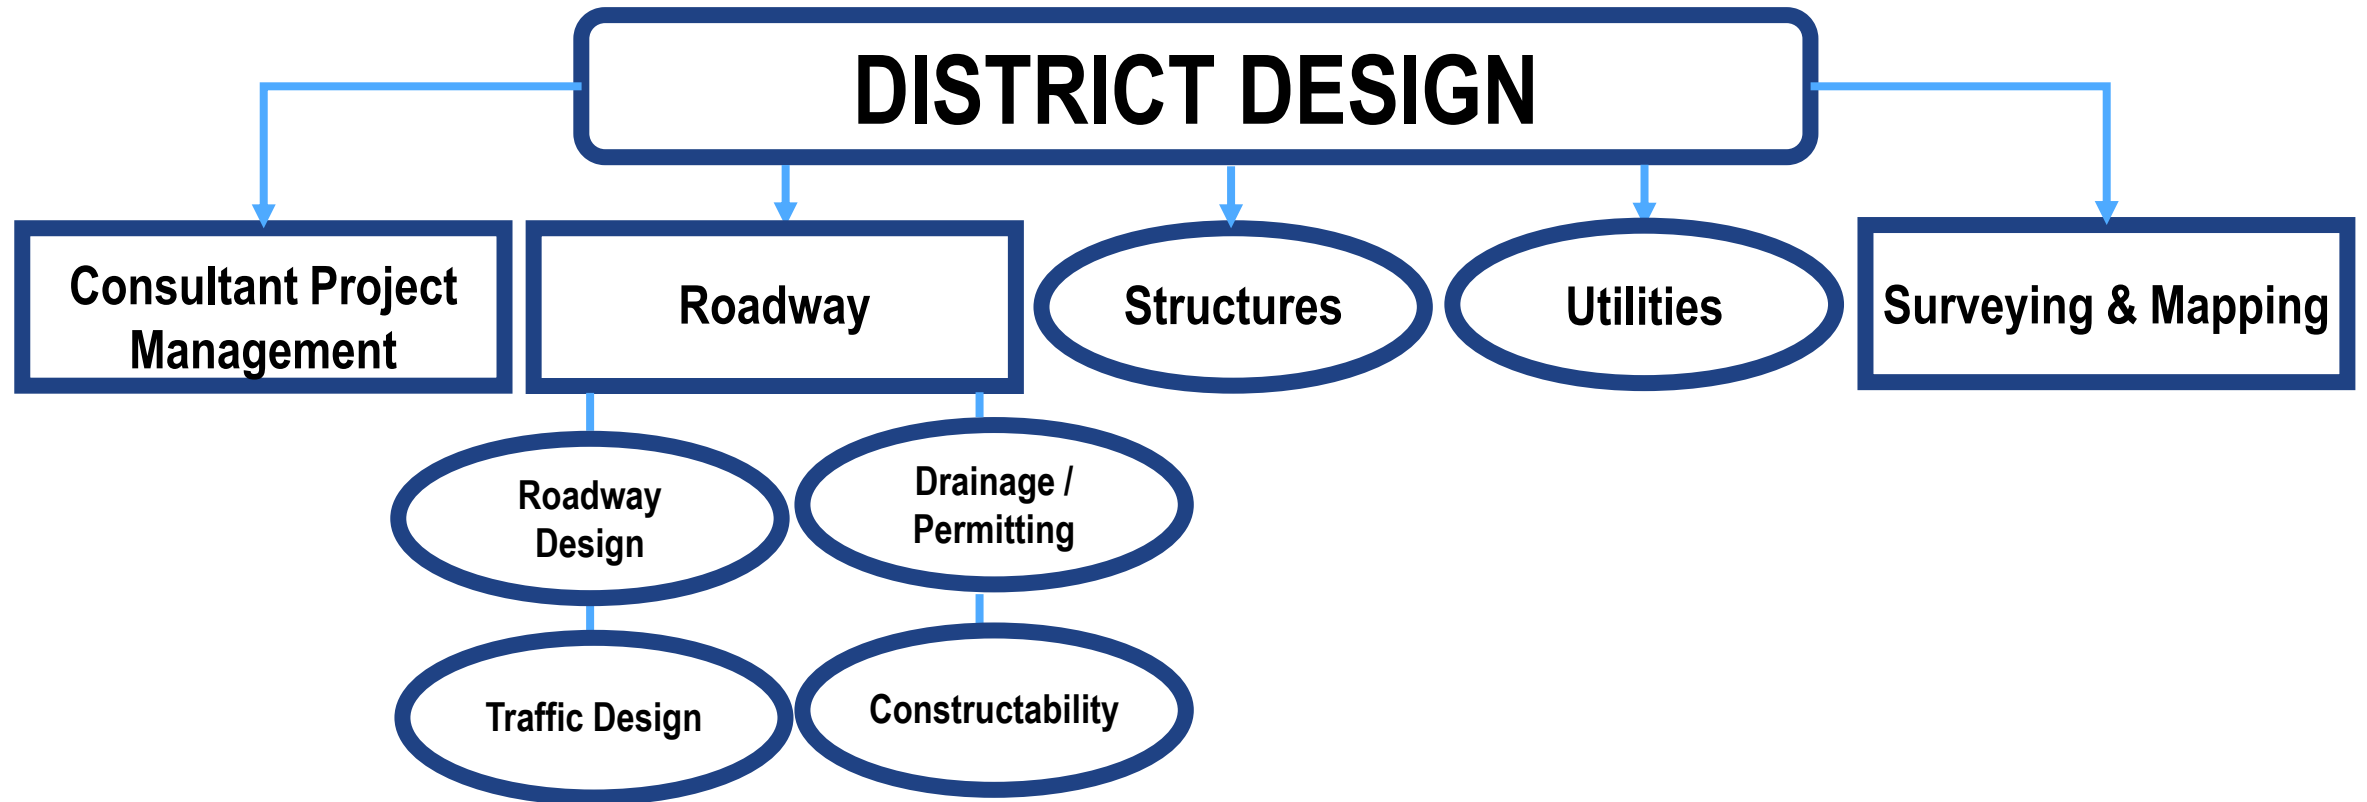 DISTRICT DESIGN
Consultant Project
Management
Roadway
Structures
Utilities
Surveying & Mapping
Roadway
Design
Drainage /
Permitting
Traffic Design
Constructability